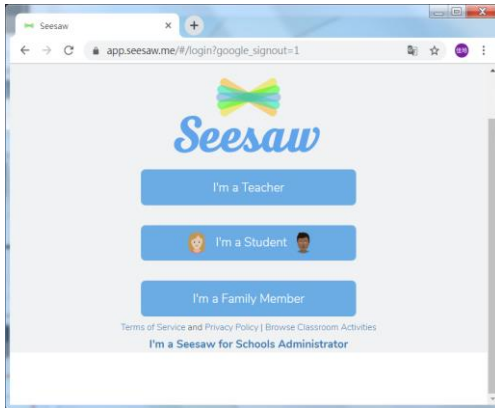 Seesaw
app.seesaw.me/#/login?google_signout=1
Seesaw
I'm a Teacher
I'm a Student
I'm a Family Member
Terms of Service and Privacy Policy | Browse Classroom Activities
I'm a Seesaw for Schools Administrator